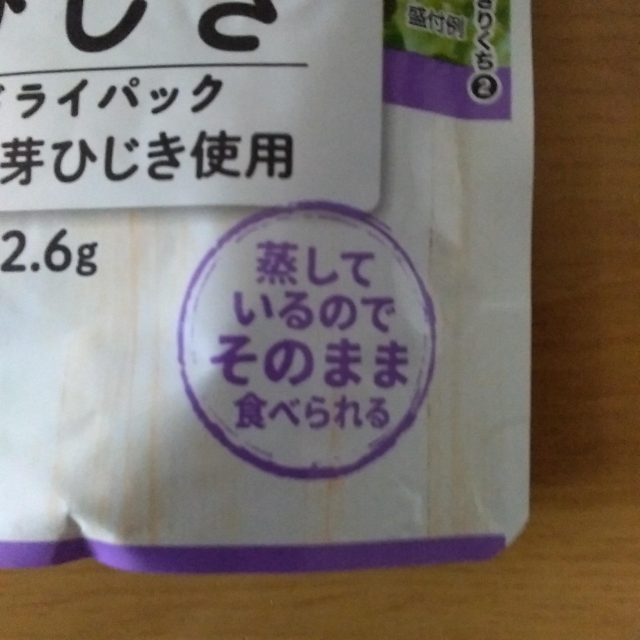 ひじき
ドライパック
芽ひじき使用
2.6g
蒸して
いるので
そのまま
食べられる
盛付例
きりくち❷